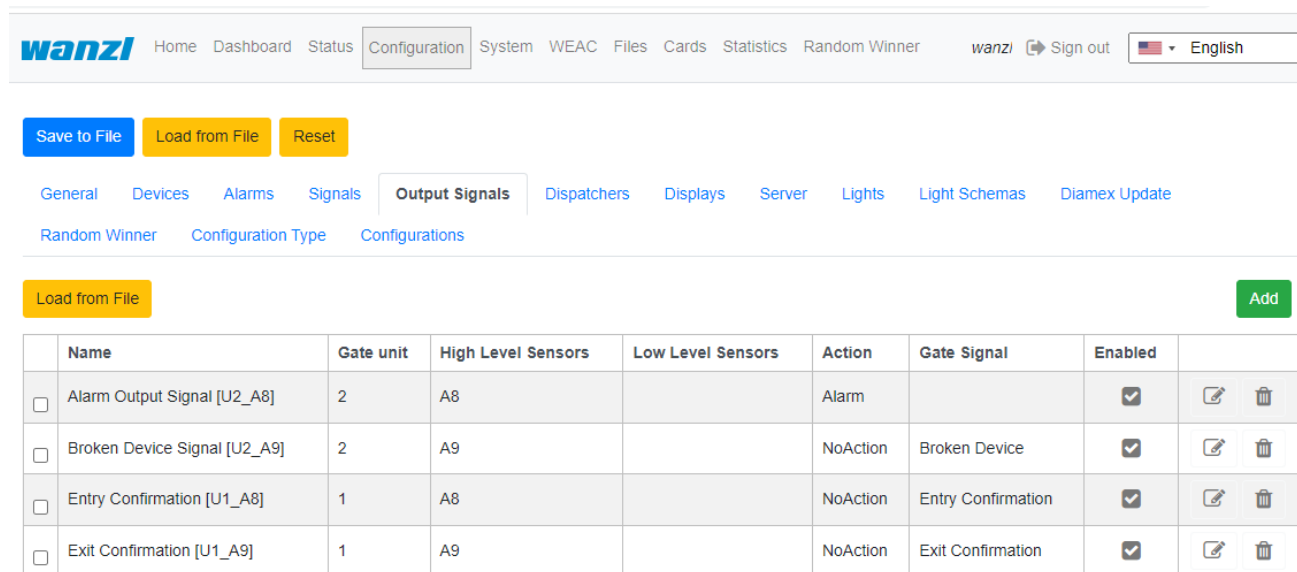 wanzl Home Dashboard Status Configuration System WEAC Files Cards Statistics Random Winner wanzl Sign out English
Save to File Load from File Reset
General Devices Alarms Signals Output Signals Dispatchers Displays Server Lights Light Schemas Diamex Update
Random Winner Configuration Type Configurations
Load from File Add
Name Gate unit High Level Sensors Low Level Sensors Action Gate Signal Enabled
Alarm Output Signal [U2_A8] 2 A8 Alarm
Broken Device Signal [U2_A9] 2 A9 NoAction Broken Device
Entry Confirmation [U1_A8] 1 A8 NoAction Entry Confirmation
Exit Confirmation [U1_A9] 1 A9 NoAction Exit Confirmation